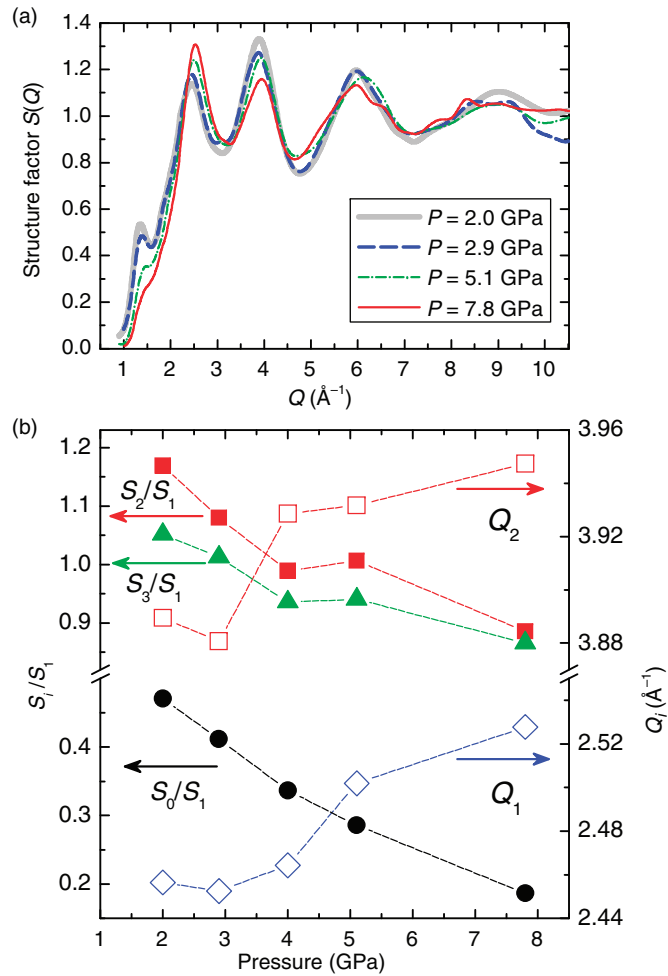 (a)
1.4
1.2
1.0
0.8
0.6
0.4
0.2
0.0
Structure factor S(Q)
P = 2.0 GPa
P = 2.9 GPa
P = 5.1 GPa
P = 7.8 GPa
1 2 3 4 5 6 7 8 9 10
Q (Å⁻¹)
(b)
1.2
1.1
1.0
0.9
0.4
0.3
0.2
Sᵢ/S₁
S₂/S₁
S₃/S₁
S₀/S₁
Q₂
Q₁
3.96
3.92
3.88
2.52
2.48
2.44
Qᵢ (Å⁻¹)
1 2 3 4 5 6 7 8
Pressure (GPa)